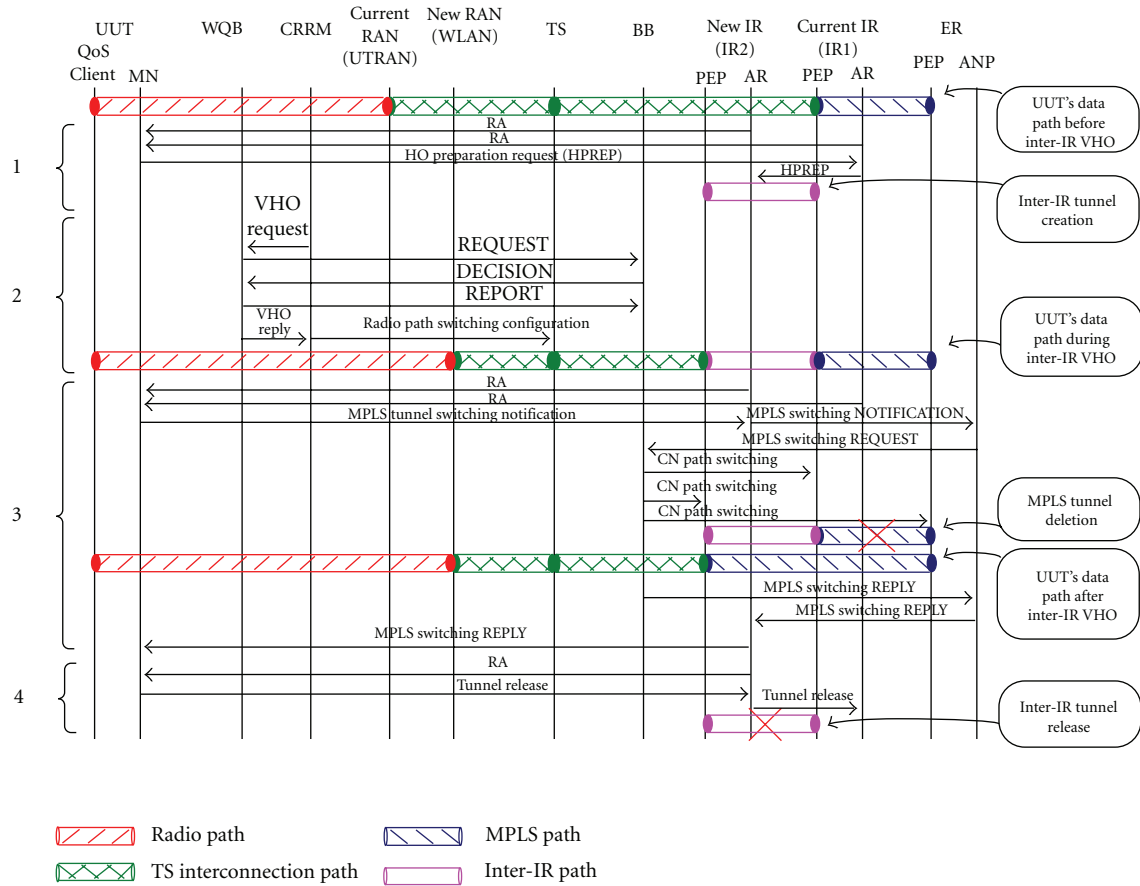 UUT
WQB
CRRM
Current
RAN
(UTRAN)
New RAN
(WLAN)
TS
BB
New IR
(IR2)
Current IR
(IR1)
ER
QoS
Client
MN
PEP
AR
PEP
AR
PEP
ANP
UUT's data
path before
inter-IR VHO
RA
RA
1
HO preparation request (HPREP)
HPREP
Inter-IR tunnel
creation
VHO
request
REQUEST
DECISION
2
REPORT
VHO
reply
Radio path switching configuration
UUT's data
path during
inter-IR VHO
RA
RA
MPLS tunnel switching notification
MPLS switching NOTIFICATION
MPLS switching REQUEST
CN path switching
CN path switching
3
CN path switching
MPLS tunnel
deletion
UUT's data
path after
inter-IR VHO
MPLS switching REPLY
MPLS switching REPLY
MPLS switching REPLY
RA
4
Tunnel release
Tunnel release
Inter-IR tunnel
release
Radio path
MPLS path
TS interconnection path
Inter-IR path